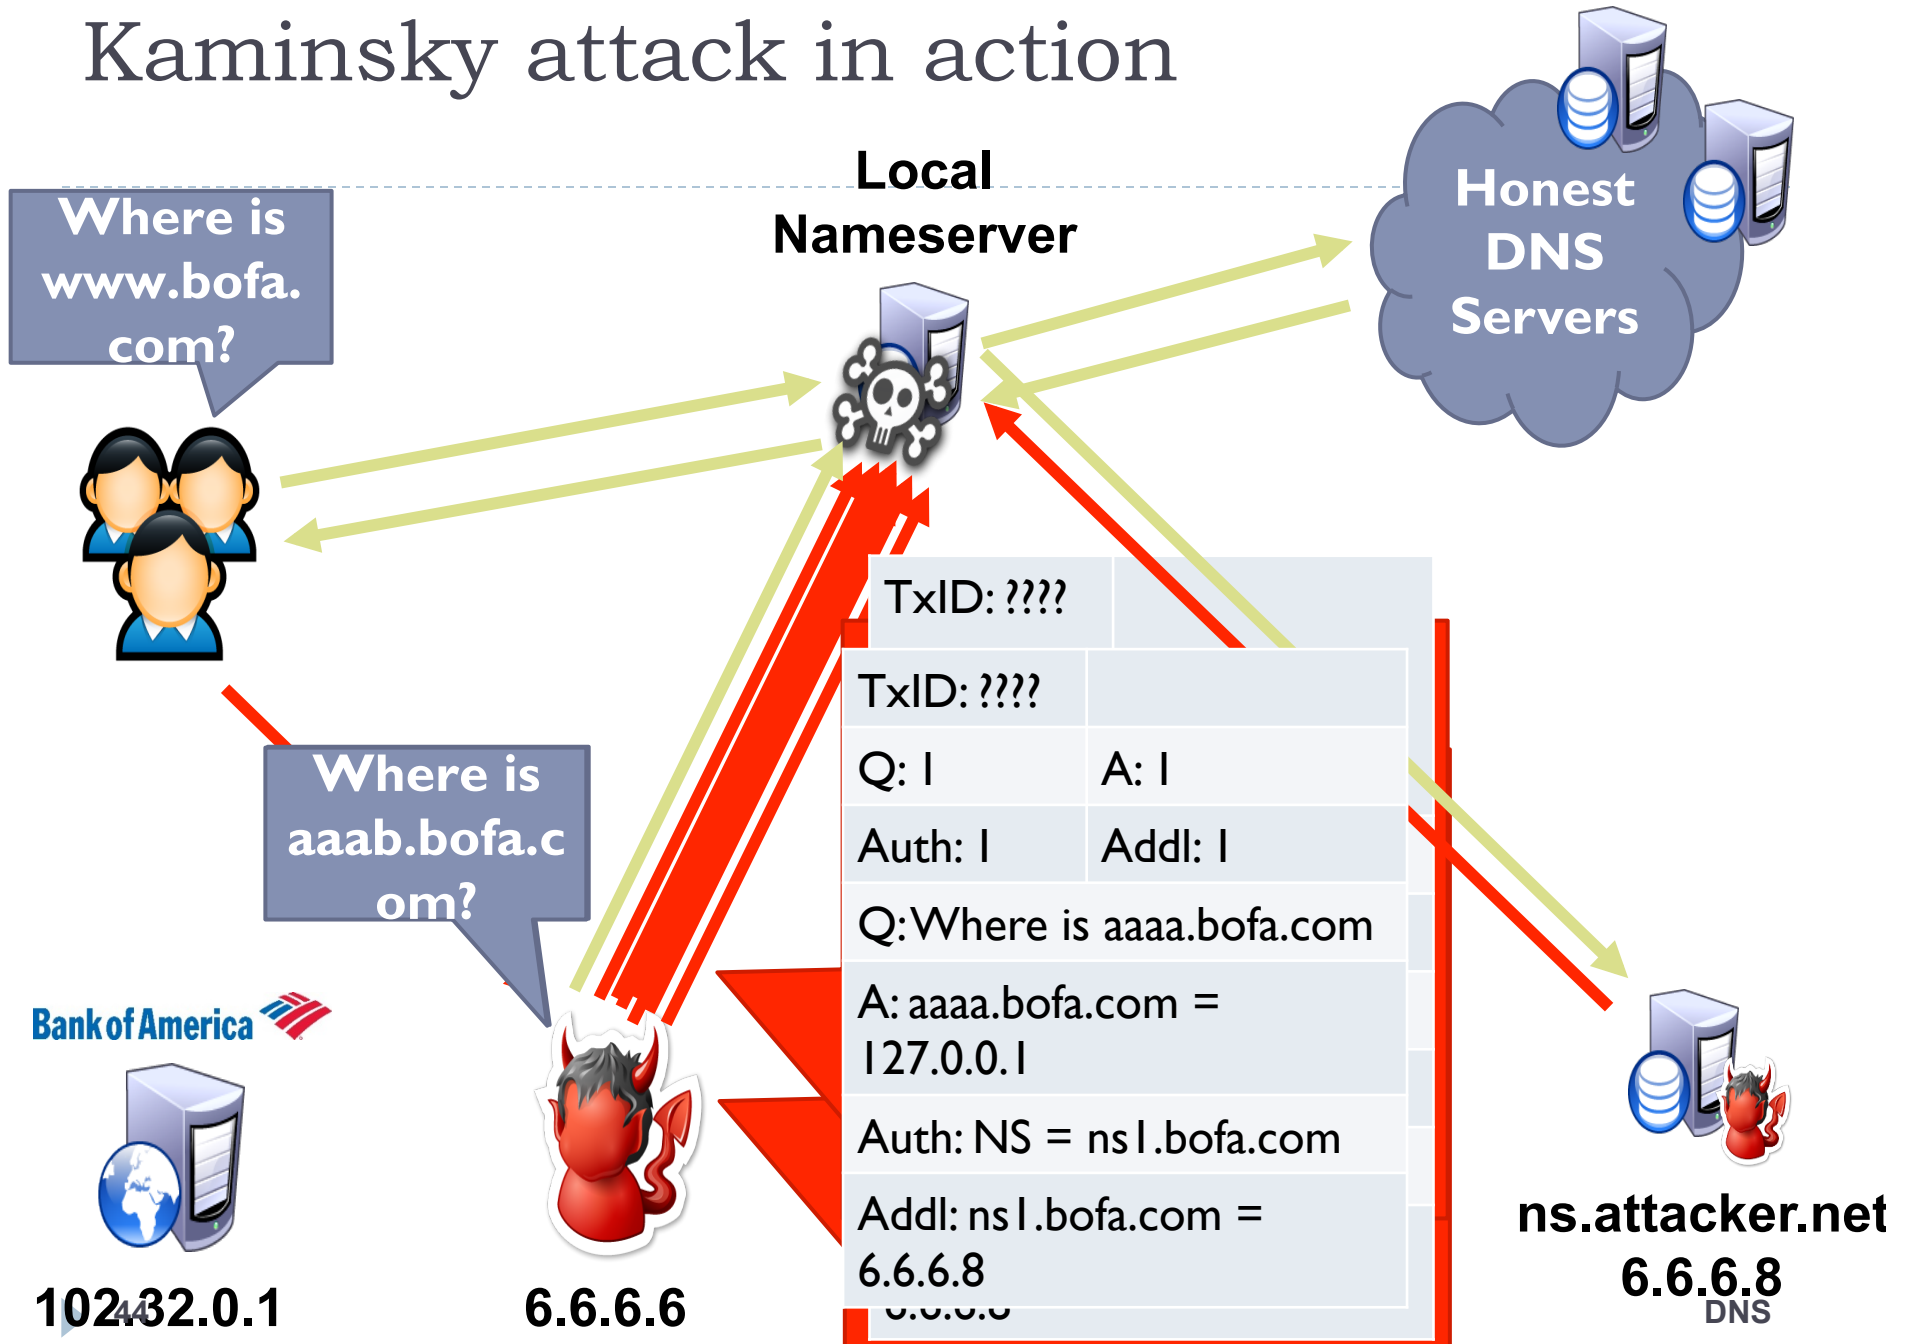 Kaminsky attack in action
Local
Nameserver
Honest
DNS
Servers
Where is
www.bofa.
com?
TxID: ????
TxID: ????
Q: 1 A: 1
Auth: 1 Addl: 1
Q: Where is aaaa.bofa.com
A: aaaa.bofa.com =
127.0.0.1
Auth: NS = ns1.bofa.com
Addl: ns1.bofa.com =
6.6.6.8
Where is
aaab.bofa.c
om?
Bank of America
102.32.0.1
6.6.6.6
ns.attacker.net
6.6.6.8
44
DNS